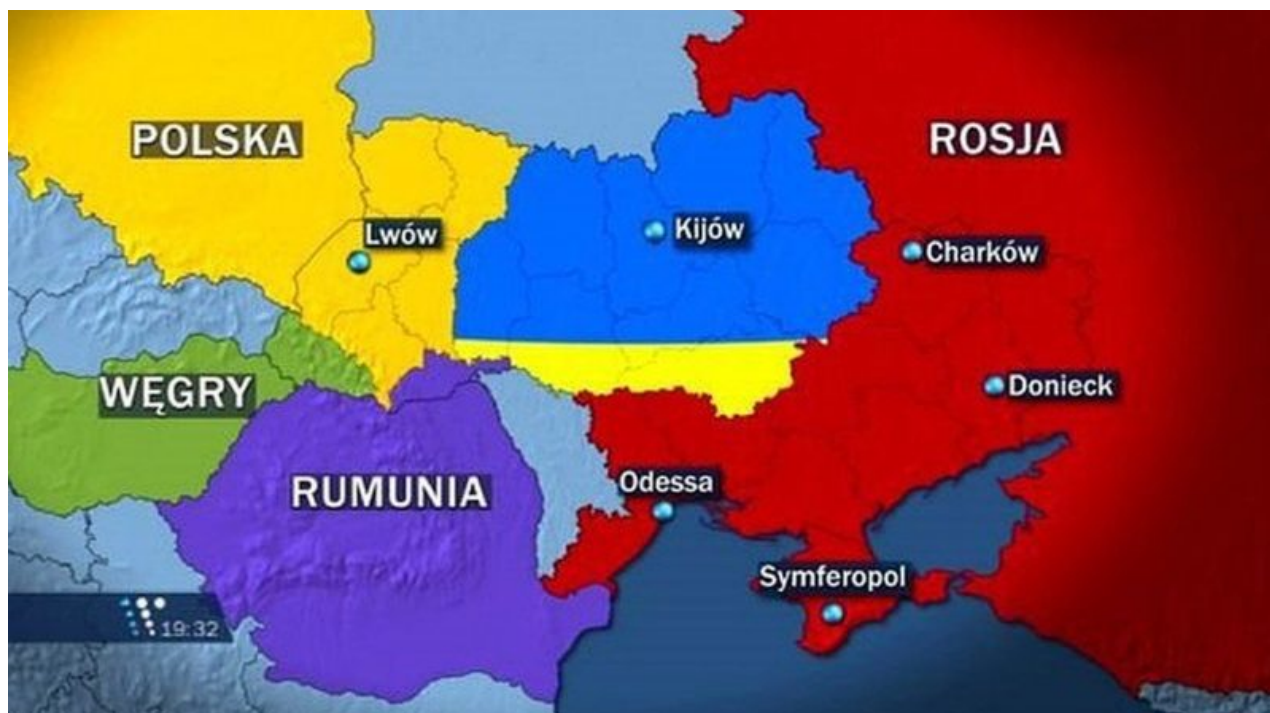 POLSKA
ROSJA
Lwów
Kijów
Charków
WĘGRY
Donieck
RUMUNIA
Odessa
Symferopol
19:32